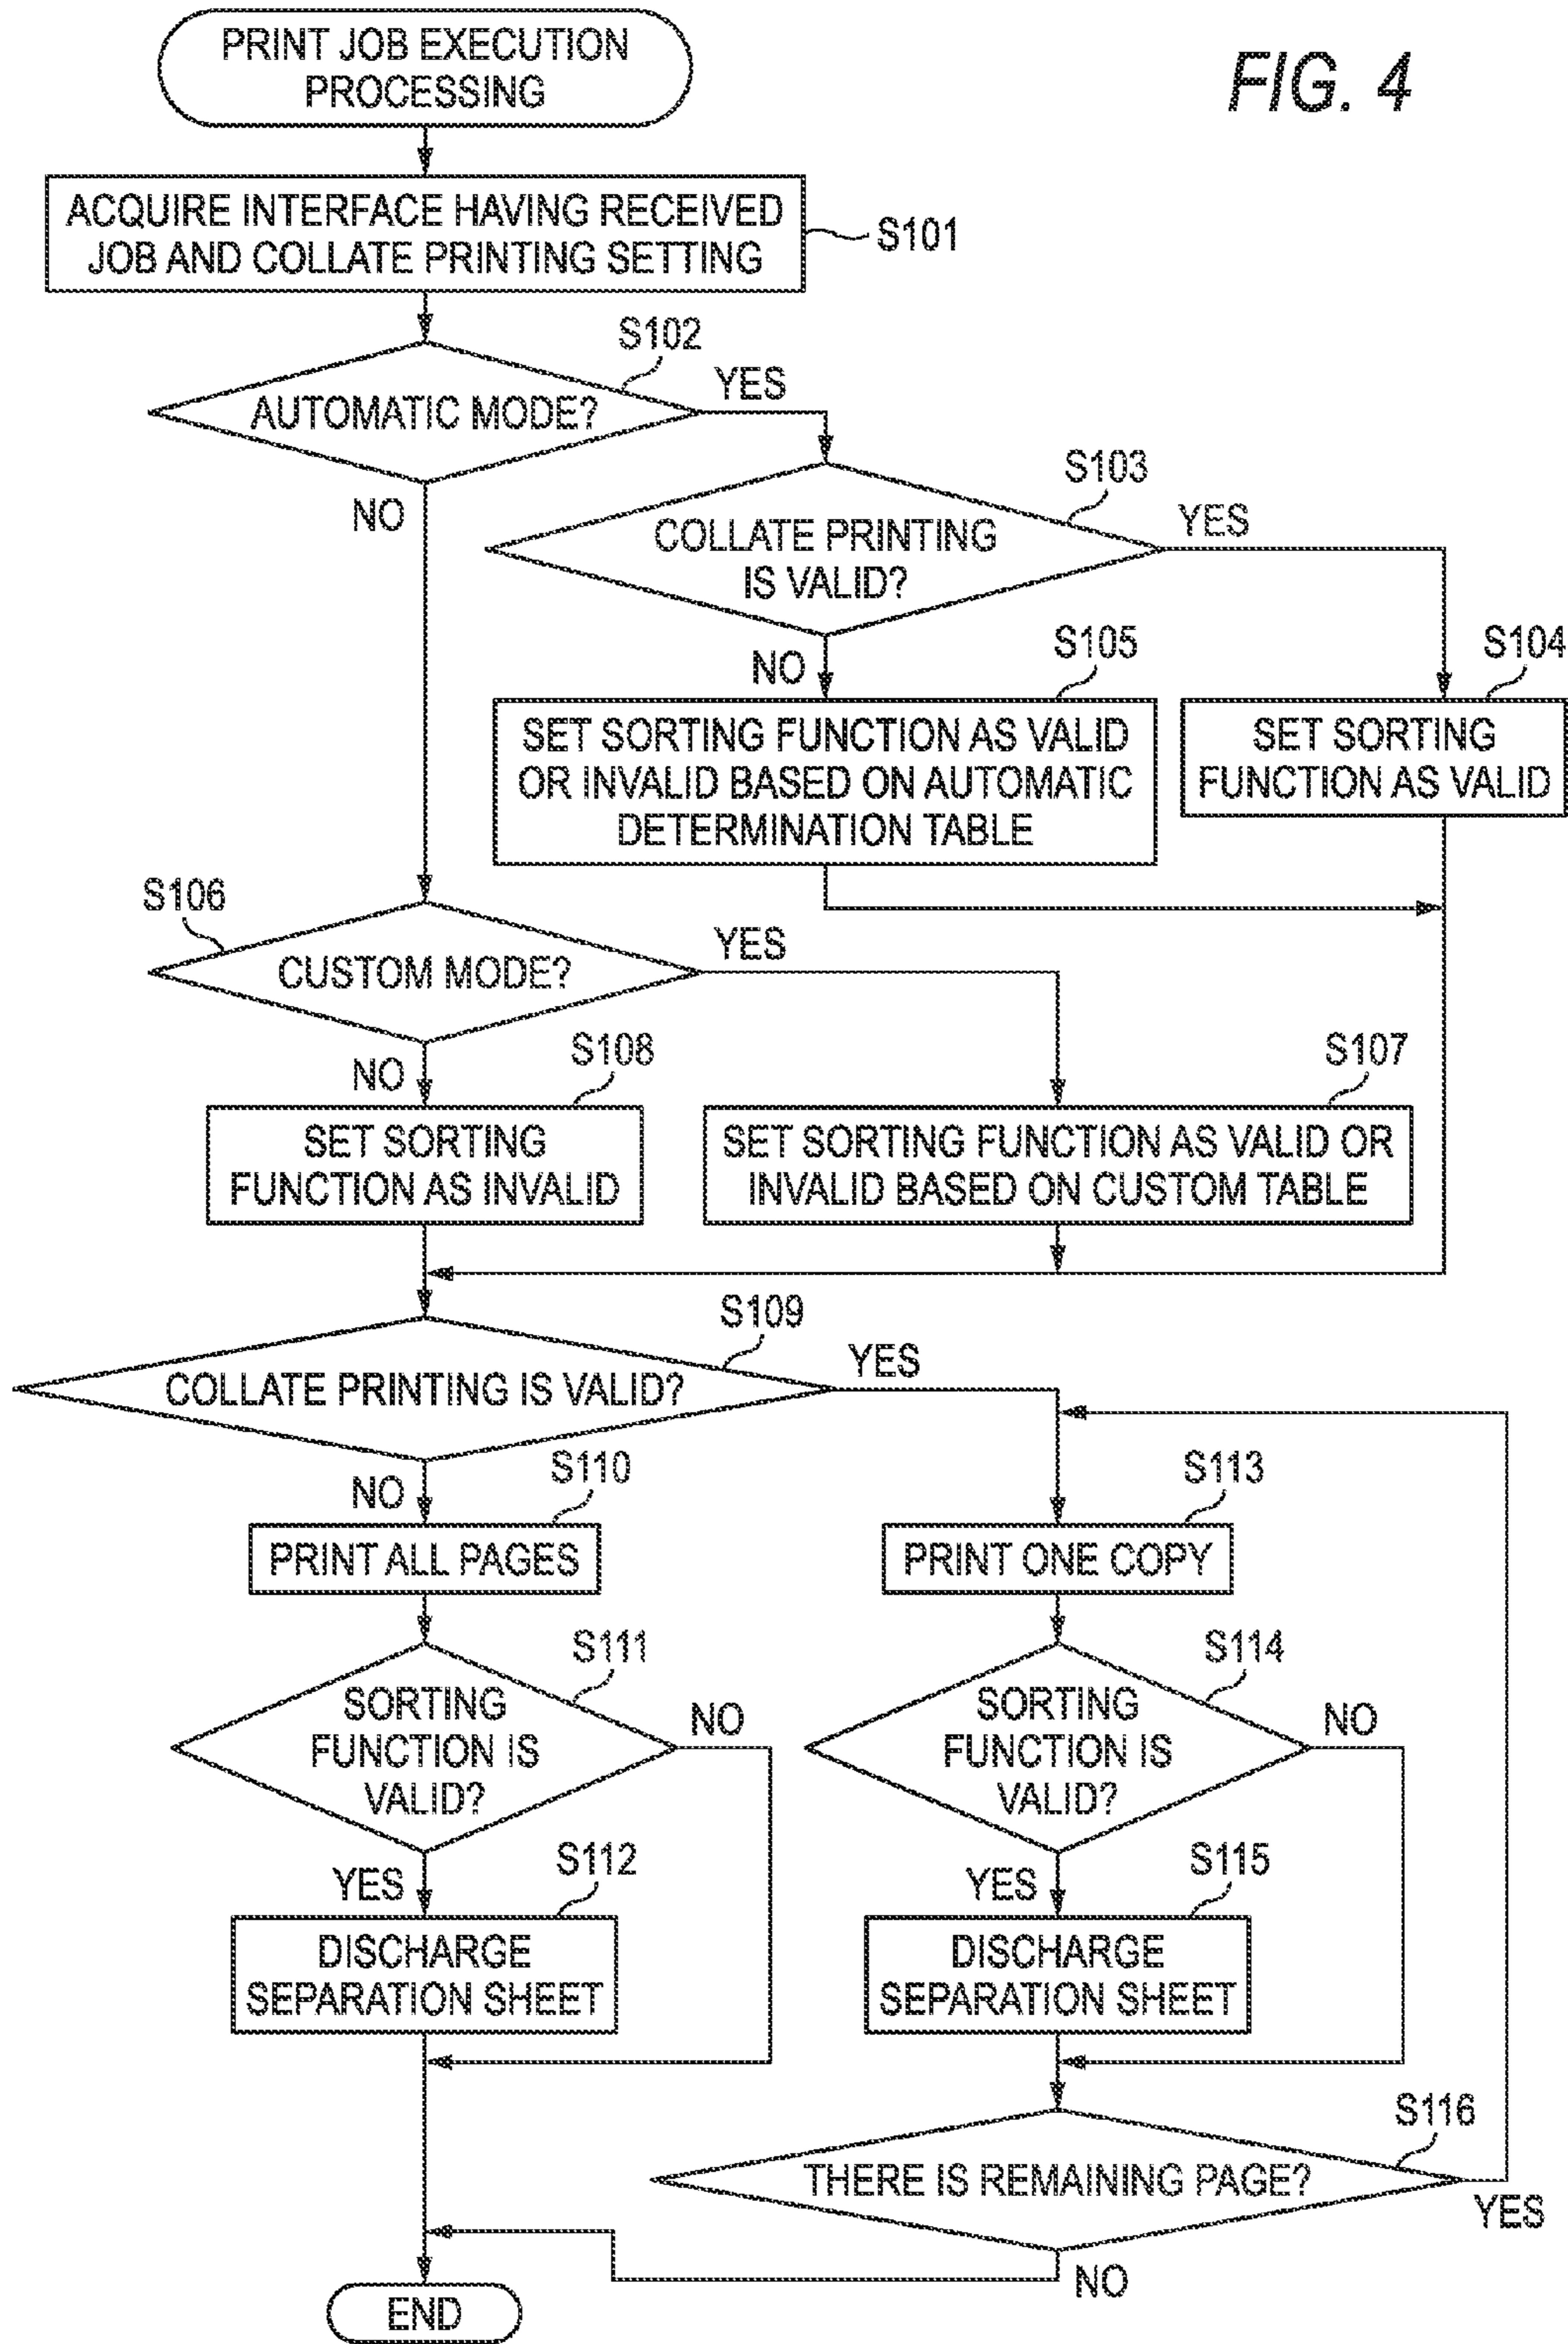 FIG. 4
PRINT JOB EXECUTION
PROCESSING
ACQUIRE INTERFACE HAVING RECEIVED
JOB AND COLLATE PRINTING SETTING
S101
S102
AUTOMATIC MODE?
YES
NO
S103
COLLATE PRINTING
IS VALID?
YES
NO
S105
SET SORTING FUNCTION AS VALID
OR INVALID BASED ON AUTOMATIC
DETERMINATION TABLE
S104
SET SORTING
FUNCTION AS VALID
S106
CUSTOM MODE?
YES
NO
S108
SET SORTING
FUNCTION AS INVALID
S107
SET SORTING FUNCTION AS VALID OR
INVALID BASED ON CUSTOM TABLE
S109
COLLATE PRINTING IS VALID?
YES
NO
S110
PRINT ALL PAGES
S113
PRINT ONE COPY
S111
SORTING
FUNCTION IS
VALID?
NO
YES
S114
SORTING
FUNCTION IS
VALID?
NO
YES
S112
DISCHARGE
SEPARATION SHEET
S115
DISCHARGE
SEPARATION SHEET
S116
THERE IS REMAINING PAGE?
YES
NO
END